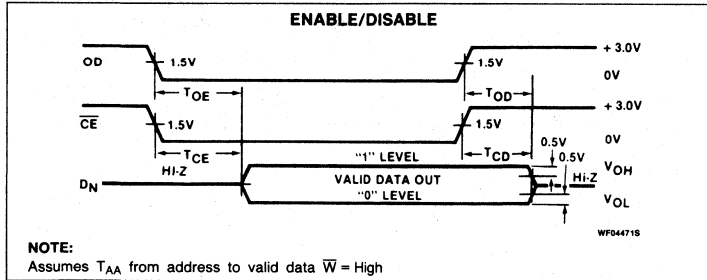 ENABLE/DISABLE
OD
1.5V
1.5V
+ 3.0V
0V
TOE
TOD
CE
1.5V
1.5V
+ 3.0V
0V
TCE
TCD
0.5V
0.5V
HI-Z
"1" LEVEL
VOH
DN
VALID DATA OUT
Hi-Z
"0" LEVEL
VOL
WF04471S
NOTE:
Assumes TAA from address to valid data W̅ = High